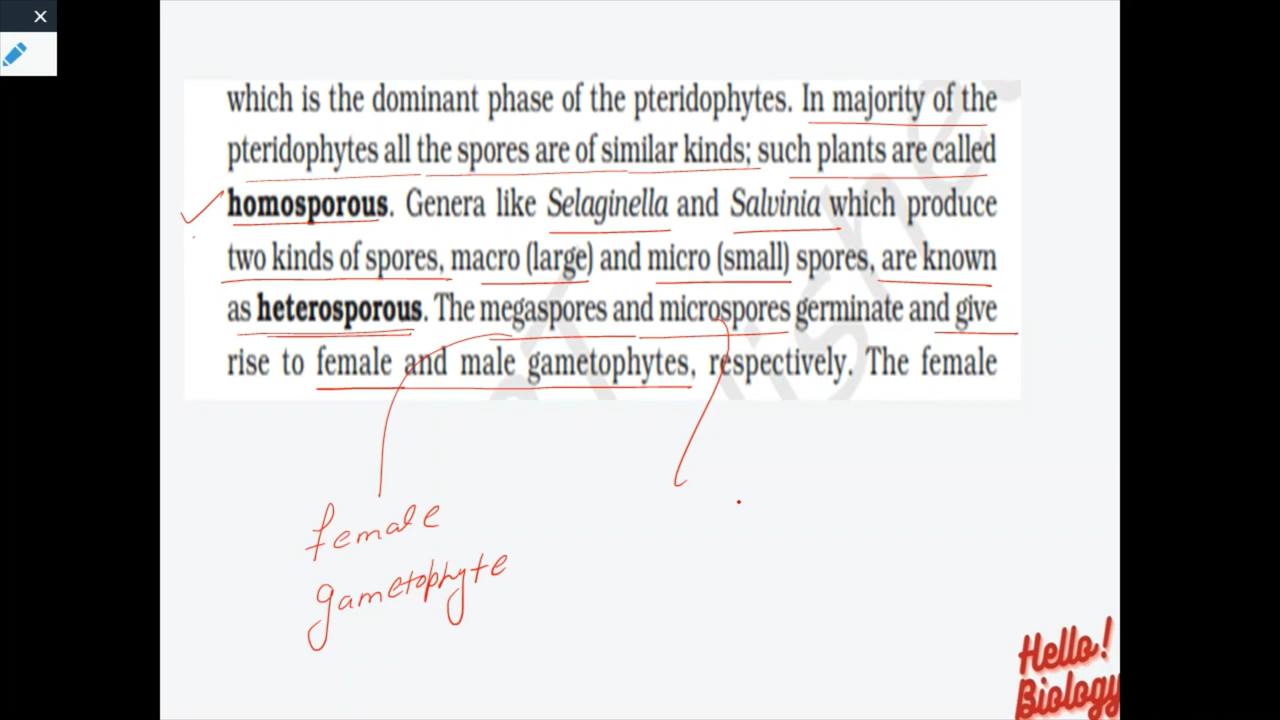 which is the dominant phase of the pteridophytes. In majority of the
pteridophytes all the spores are of similar kinds; such plants are called
homosporous. Genera like Selaginella and Salvinia which produce
two kinds of spores, macro (large) and micro (small) spores, are known
as heterosporous. The megaspores and microspores germinate and give
rise to female and male gametophytes, respectively. The female
female
gametophyte
Hello!
Biology